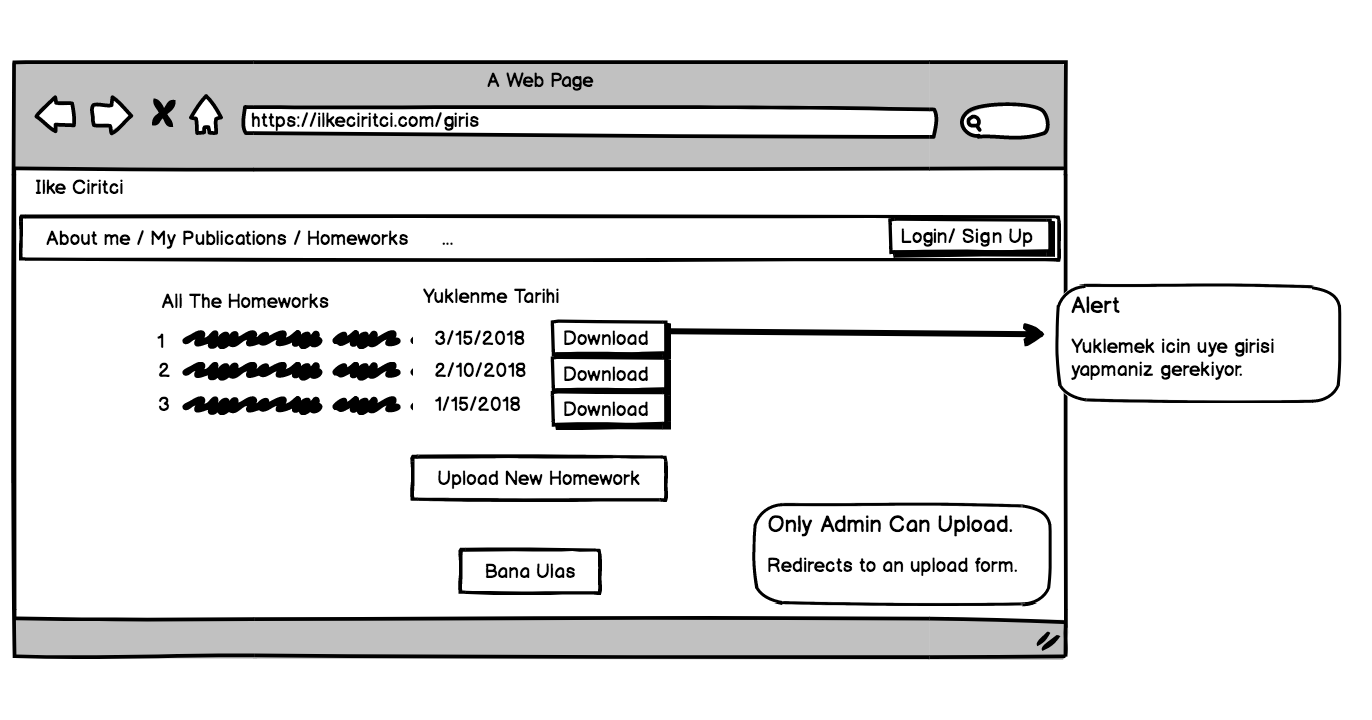 A Web Page
https://ilkeciritci.com/giris
Ilke Ciritci
About me / My Publications / Homeworks ... Login/ Sign Up
All The Homeworks Yuklenme Tarihi
1 3/15/2018 Download
2 2/10/2018 Download
3 1/15/2018 Download
Alert
Yuklemek icin uye girisi
yapmaniz gerekiyor.
Upload New Homework
Only Admin Can Upload.
Redirects to an upload form.
Bana Ulas